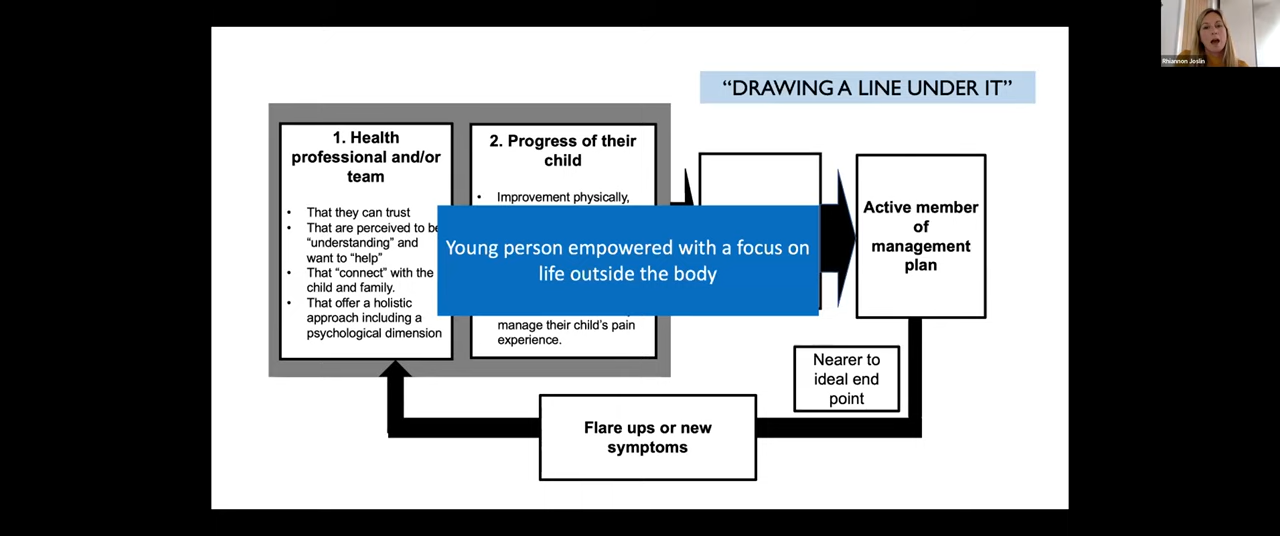 Rhiannon Joslin
“DRAWING A LINE UNDER IT”
1. Health
professional and/or
team
• That they can trust
• That are perceived to be
“understanding” and
want to “help”
• That “connect” with the
child and family.
• That offer a holistic
approach including a
psychological dimension
2. Progress of their
child
• Improvement physically,
manage their child’s pain
experience.
Young person empowered with a focus on
life outside the body
Active member
of
management
plan
Nearer to
ideal end
point
Flare ups or new
symptoms